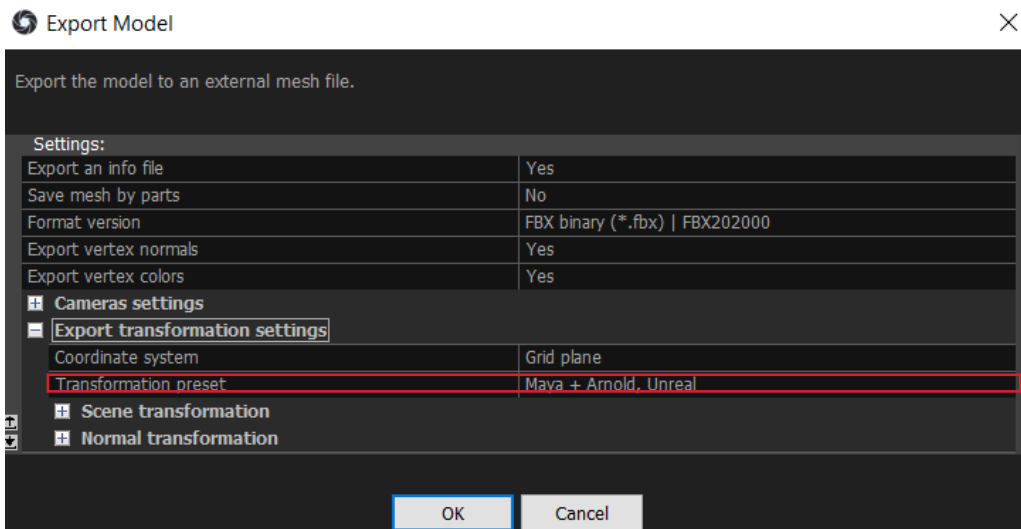 Export Model
Export the model to an external mesh file.
Settings:
Export an info file Yes
Save mesh by parts No
Format version FBX binary (*.fbx) | FBX202000
Export vertex normals Yes
Export vertex colors Yes
Cameras settings
Export transformation settings
Coordinate system Grid plane
Transformation preset Maya + Arnold, Unreal
Scene transformation
Normal transformation
OK Cancel